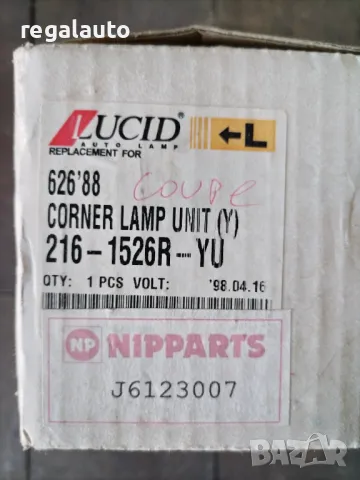 regalauto
LUCID®
AUTO LAMP
REPLACEMENT FOR
←L
626'88 coupe
CORNER LAMP UNIT (Y)
216-1526R-YU
QTY: 1 PCS VOLT: '98.04.16
NP NIPPARTS
J6123007
BAZAR